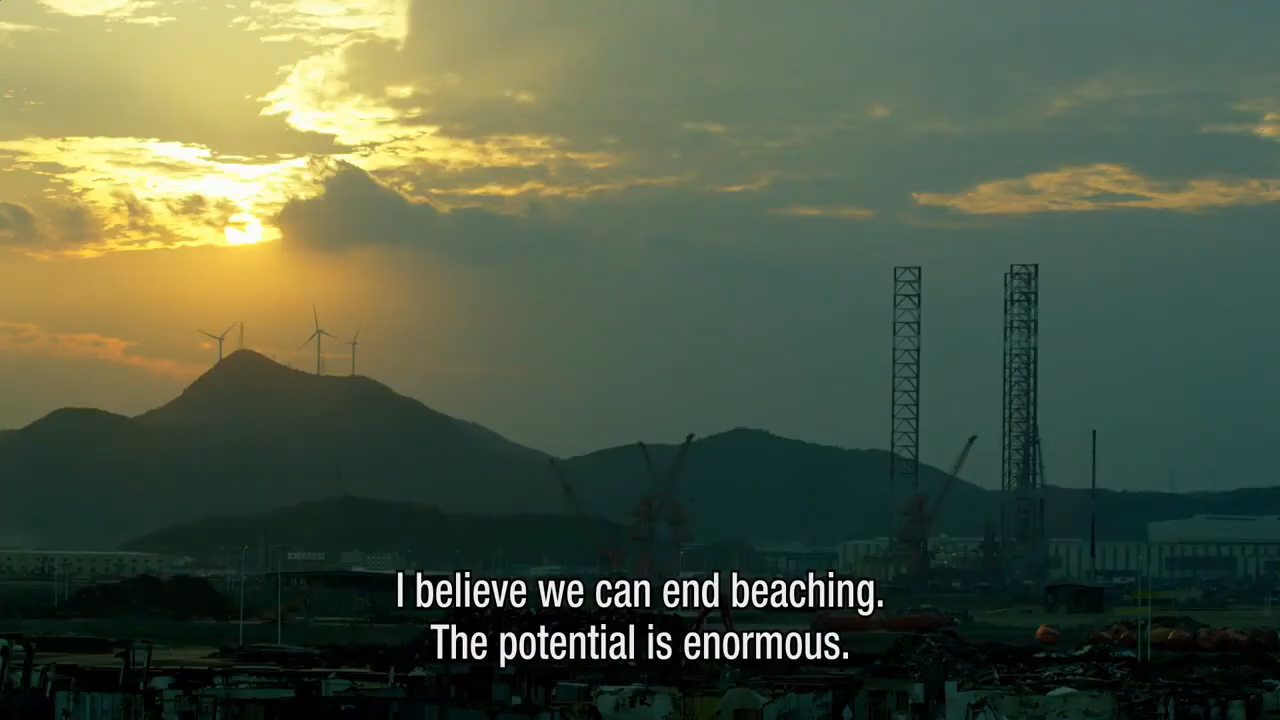 I believe we can end beaching.
The potential is enormous.